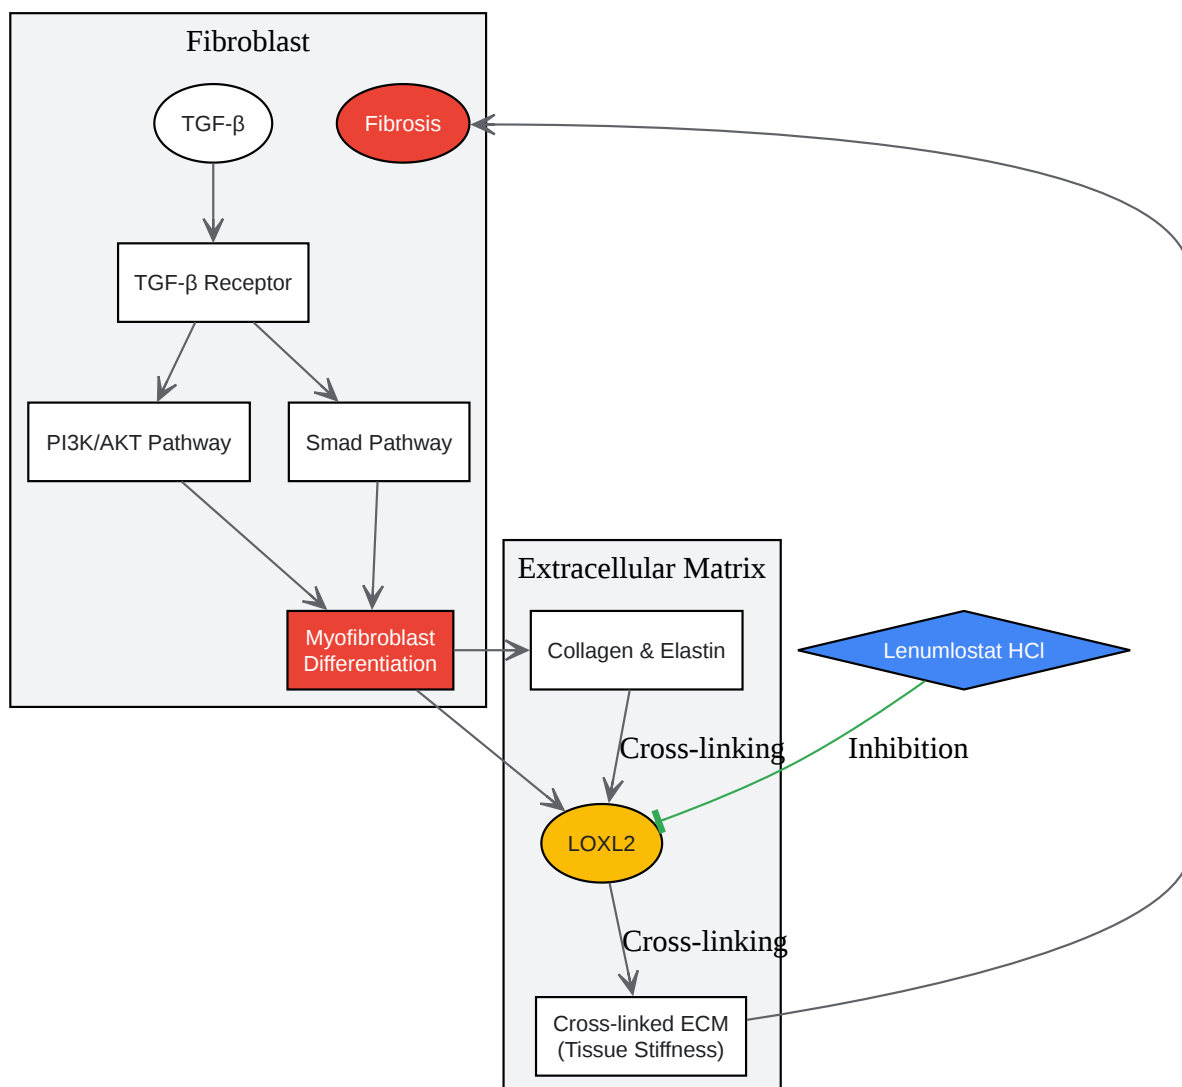 Fibroblast
TGF-β
Fibrosis
TGF-β Receptor
PI3K/AKT Pathway
Smad Pathway
Extracellular Matrix
Myofibroblast
Differentiation
Collagen & Elastin
Lenumlostat HCl
Cross-linking
Inhibition
LOXL2
Cross-linking
Cross-linked ECM
(Tissue Stiffness)